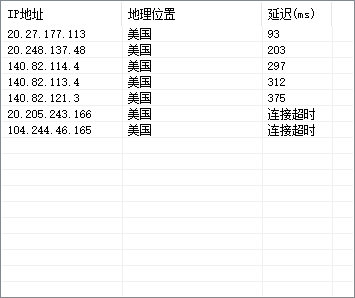 IP地址 地理位置 延迟(ms)
20.27.177.113 美国 93
20.248.137.48 美国 203
140.82.114.4 美国 297
140.82.113.4 美国 312
140.82.121.3 美国 375
20.205.243.166 美国 连接超时
104.244.46.165 美国 连接超时